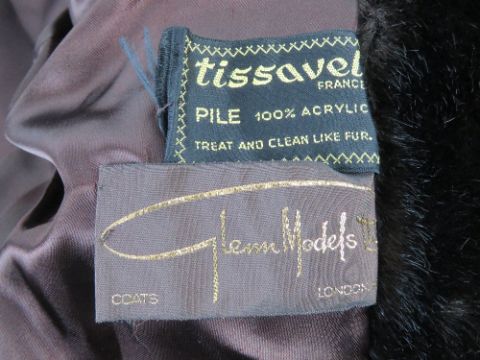 tissavel
FRANCE
PILE 100% ACRYLIC
TREAT AND CLEAN LIKE FUR.
Glenn Models
COATS LONDON